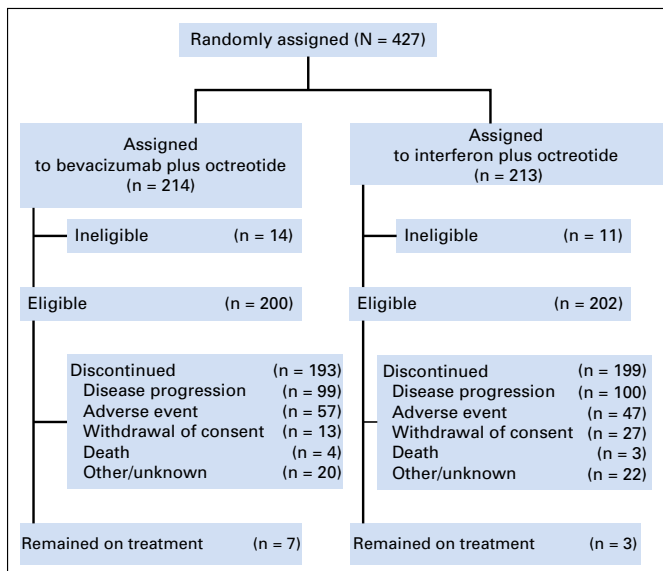 Randomly assigned (N = 427)
Assigned
to bevacizumab plus octreotide
(n = 214)
Ineligible (n = 14)
Eligible (n = 200)
Discontinued (n = 193)
Disease progression (n = 99)
Adverse event (n = 57)
Withdrawal of consent (n = 13)
Death (n = 4)
Other/unknown (n = 20)
Remained on treatment (n = 7)
Assigned
to interferon plus octreotide
(n = 213)
Ineligible (n = 11)
Eligible (n = 202)
Discontinued (n = 199)
Disease progression (n = 100)
Adverse event (n = 47)
Withdrawal of consent (n = 27)
Death (n = 3)
Other/unknown (n = 22)
Remained on treatment (n = 3)